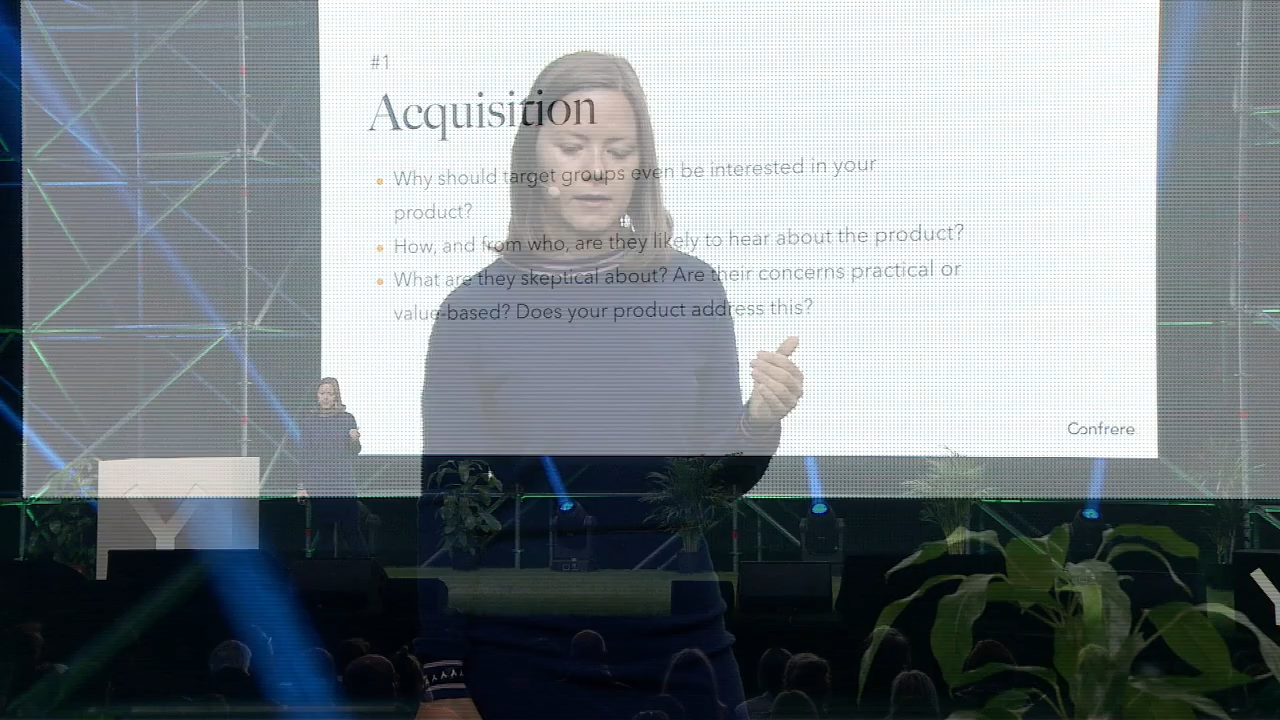 #1
Acquisition
Why should target groups even be interested in your
product?
How, and from who, are they likely to hear about the product?
What are they skeptical about? Are their concerns practical or
value-based? Does your product address this?
Confrere
Y
Y